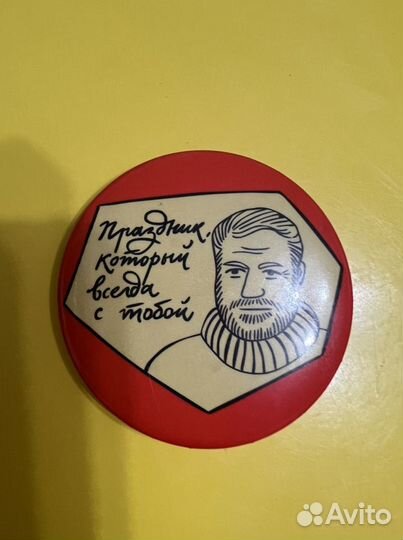 Праздник,
который
всегда
с тобой
Avito